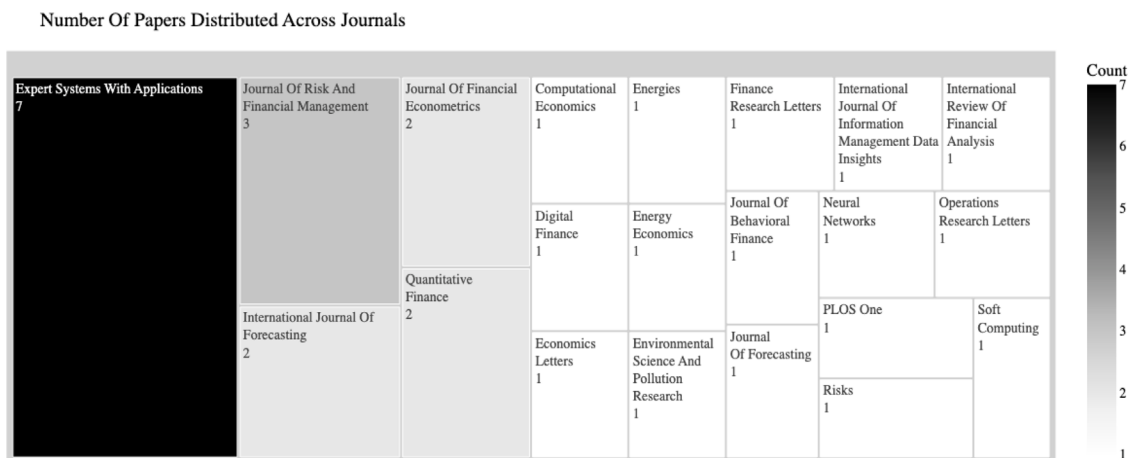 Number Of Papers Distributed Across Journals
Expert Systems With Applications
7
Journal Of Risk And
Financial Management
3
International Journal Of
Forecasting
2
Journal Of Financial
Econometrics
2
Quantitative
Finance
2
Computational
Economics
1
Digital
Finance
1
Economics
Letters
1
Energies
1
Energy
Economics
1
Environmental
Science And
Pollution
Research
1
Finance
Research Letters
1
International
Journal Of
Information
Management Data
Insights
1
International
Review Of
Financial
Analysis
1
Journal Of
Behavioral
Finance
1
Journal
Of Forecasting
1
Neural
Networks
1
Operations
Research Letters
1
PLOS One
1
Risks
1
Soft
Computing
1
Count
7
6
5
4
3
2
1